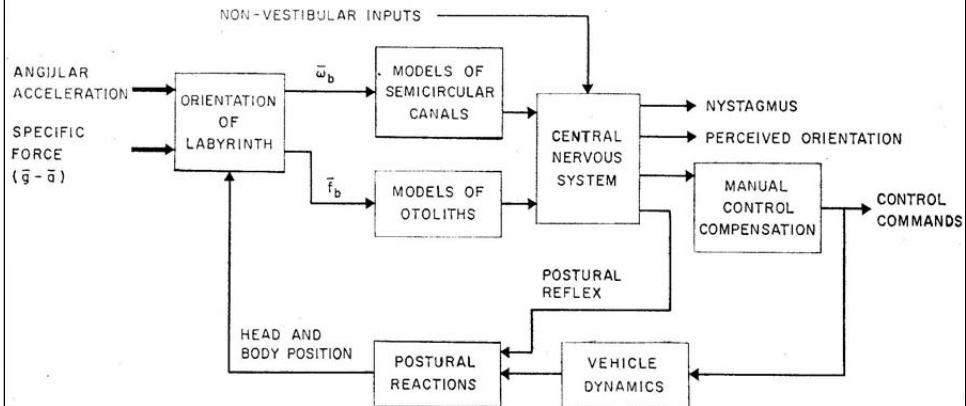 NON-VESTIBULAR INPUTS
ANGULAR
ACCELERATION
SPECIFIC
FORCE
(ḡ-ā)
ORIENTATION
OF
LABYRINTH
ω̄b
f̄b
MODELS OF
SEMICIRCULAR
CANALS
MODELS OF
OTOLITHS
CENTRAL
NERVOUS
SYSTEM
NYSTAGMUS
PERCEIVED ORIENTATION
MANUAL
CONTROL
COMPENSATION
CONTROL
COMMANDS
POSTURAL
REFLEX
HEAD AND
BODY POSITION
POSTURAL
REACTIONS
VEHICLE
DYNAMICS